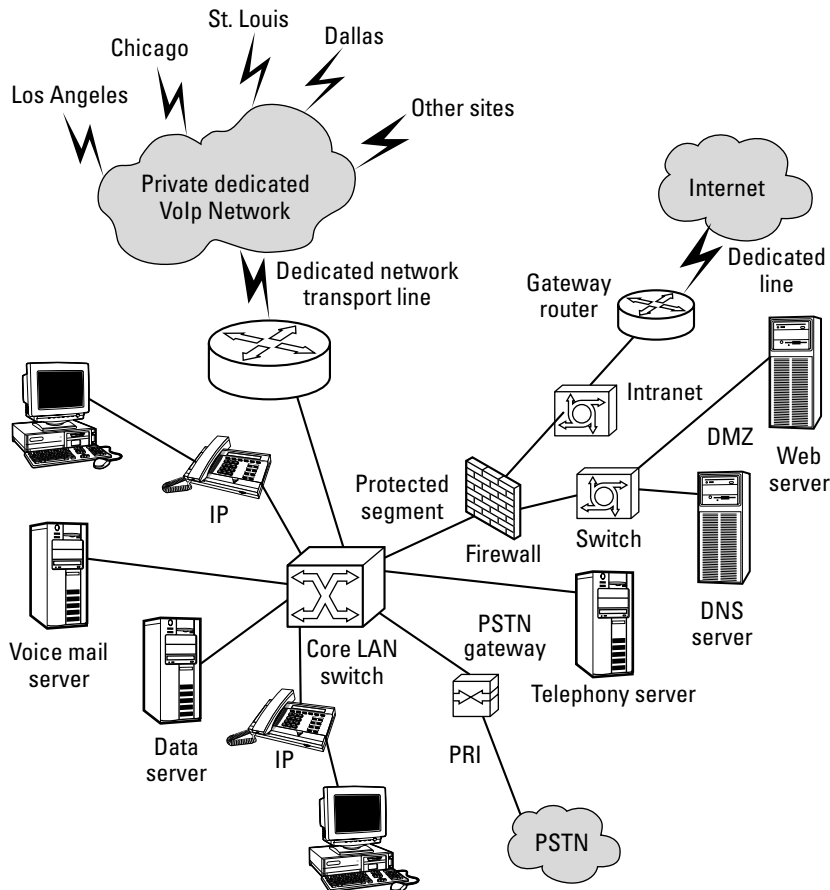 St. Louis
Chicago
Dallas
Los Angeles
Other sites
Private dedicated
VoIp Network
Internet
Dedicated network
transport line
Gateway
router
Dedicated
line
Intranet
DMZ
Web
server
IP
Protected
segment
Firewall
Switch
DNS
server
Voice mail
server
Core LAN
switch
PSTN
gateway
Telephony server
Data
server
IP
PRI
PSTN